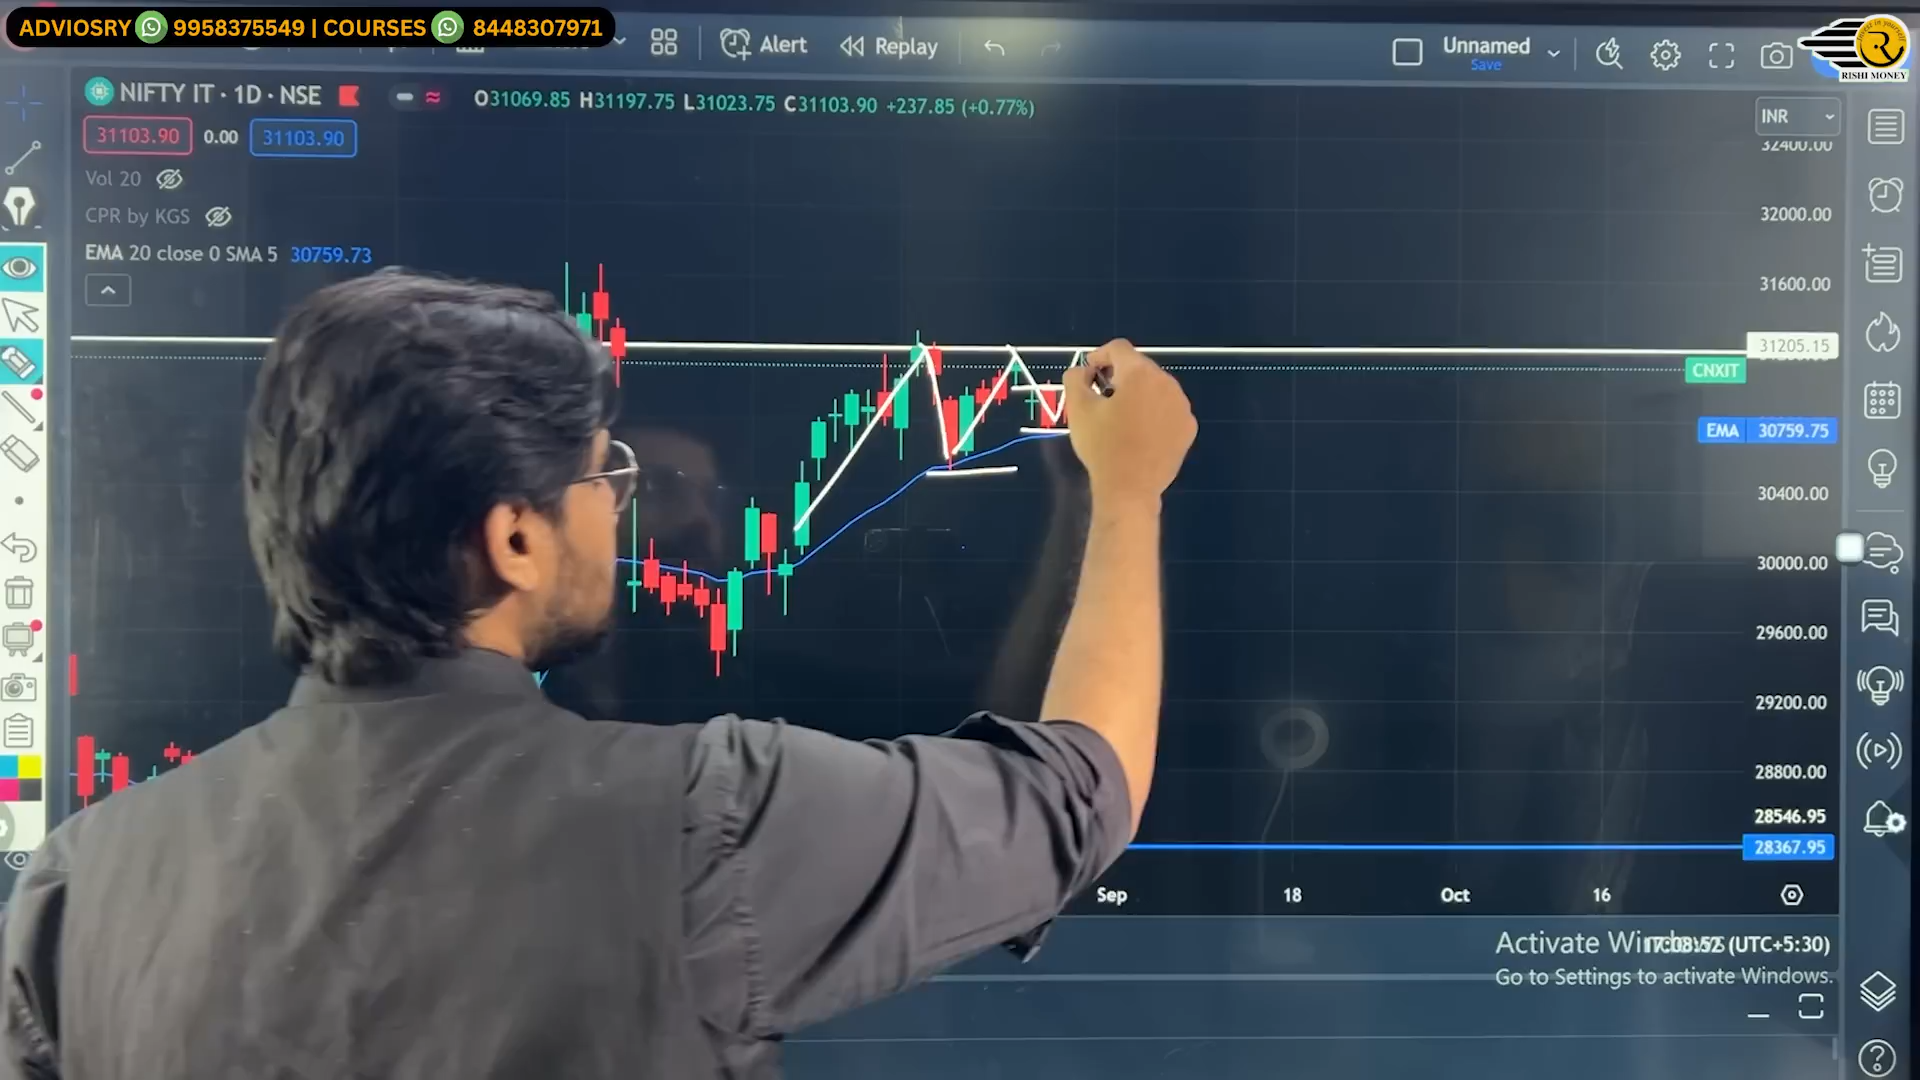 ADVIOSRY 9958375549 | COURSES 8448307971
Alert
Replay
Unnamed
Save
RISHI MONEY
NIFTY IT · 1D · NSE
O31069.85 H31197.75 L31023.75 C31103.90 +237.85 (+0.77%)
INR
31103.90 0.00 31103.90
32400.00
Vol 20
CPR by KGS
32000.00
EMA 20 close 0 SMA 5 30759.73
31600.00
31205.15
CNXIT
EMA 30759.75
30400.00
30000.00
29600.00
29200.00
28800.00
28546.95
28367.95
Sep 18 Oct 16
17:08:52 (UTC+5:30)
Activate Windows
Go to Settings to activate Windows.